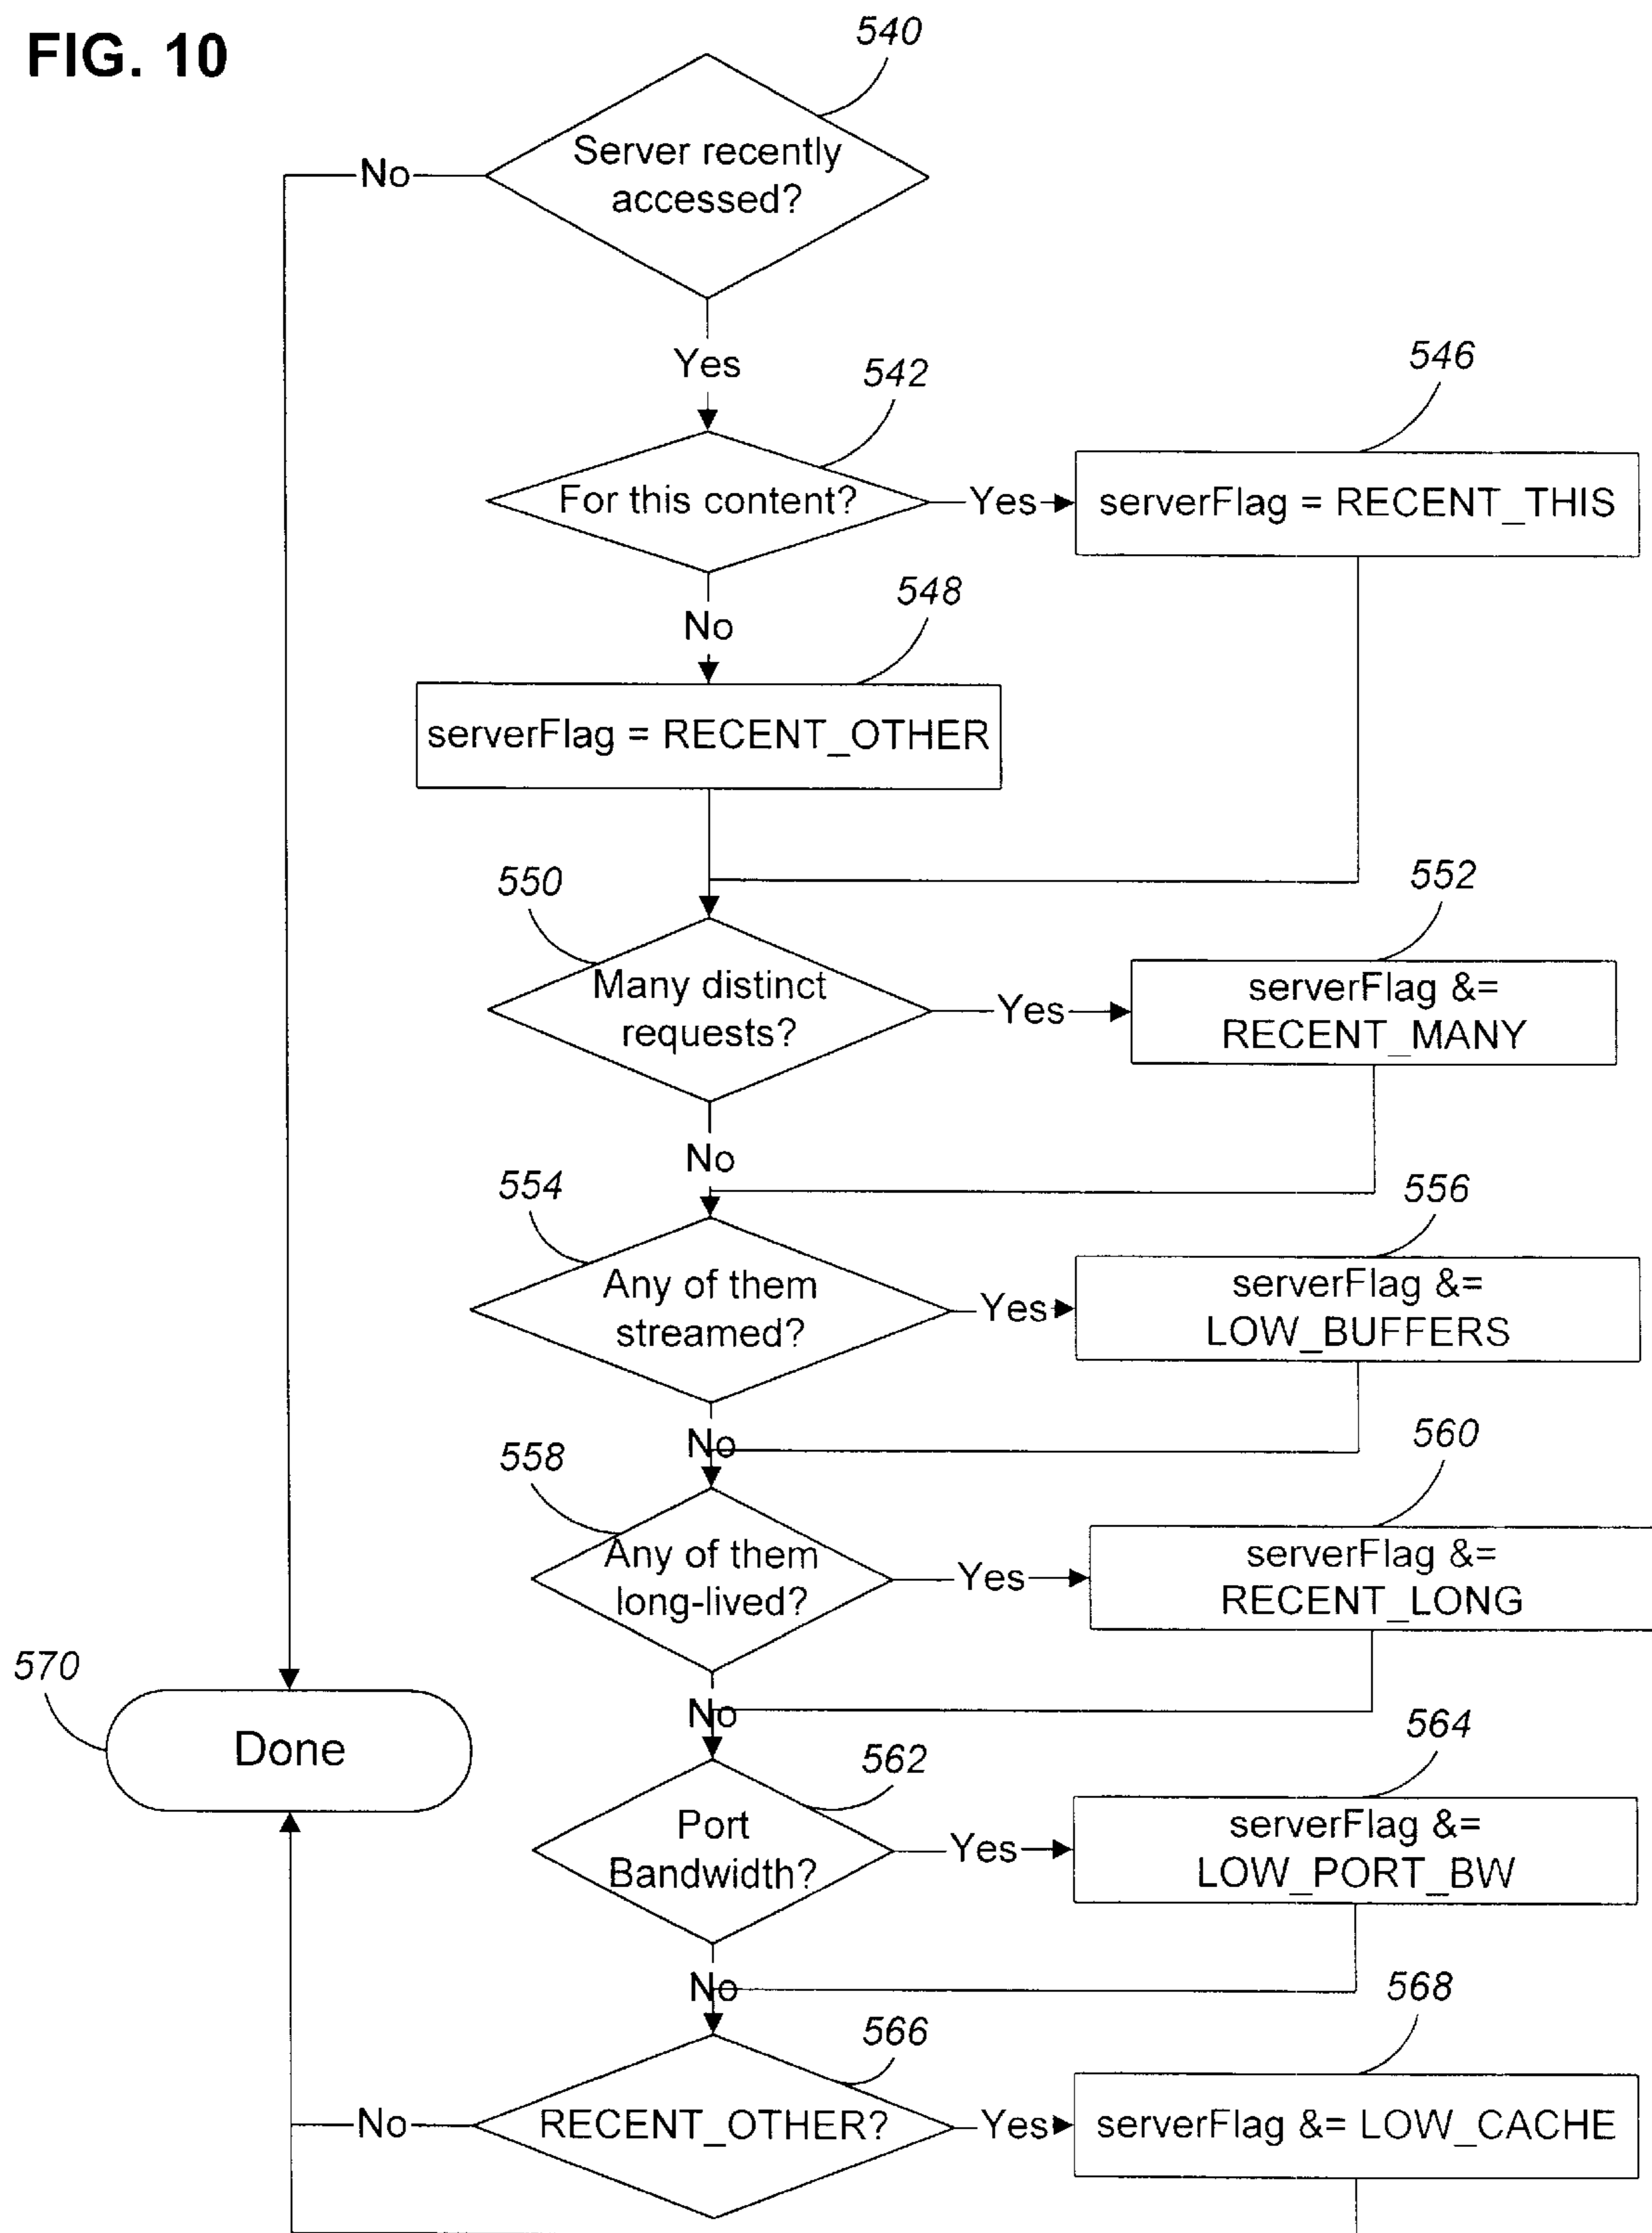 FIG. 10
540
Server recently
accessed?
No
Yes
542
546
For this content?
Yes
serverFlag = RECENT_THIS
No
548
serverFlag = RECENT_OTHER
550
552
Many distinct
requests?
Yes
serverFlag &=
RECENT_MANY
No
554
556
Any of them
streamed?
Yes
serverFlag &=
LOW_BUFFERS
No
558
560
Any of them
long-lived?
Yes
serverFlag &=
RECENT_LONG
No
570
Done
562
564
Port
Bandwidth?
Yes
serverFlag &=
LOW_PORT_BW
No
566
568
RECENT_OTHER?
No
Yes
serverFlag &= LOW_CACHE